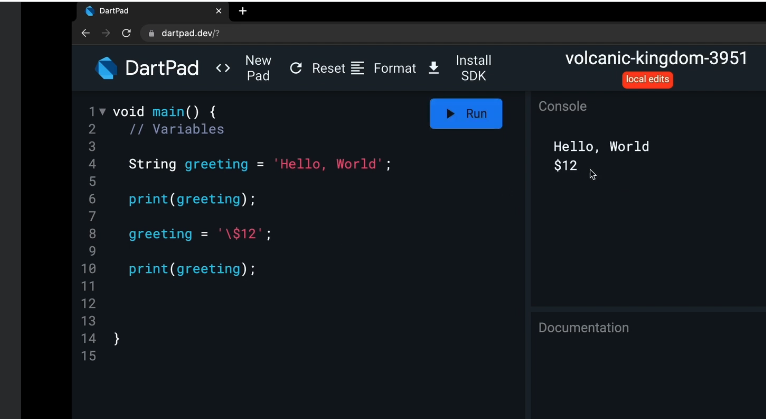 DartPad
dartpad.dev/?
DartPad <> New Pad Reset Format Install SDK
volcanic-kingdom-3951
local edits
Run
1 void main() {
2 // Variables
3
4 String greeting = 'Hello, World';
5
6 print(greeting);
7
8 greeting = '\$12';
9
10 print(greeting);
11
12
13
14 }
15
Console
Hello, World
$12
Documentation